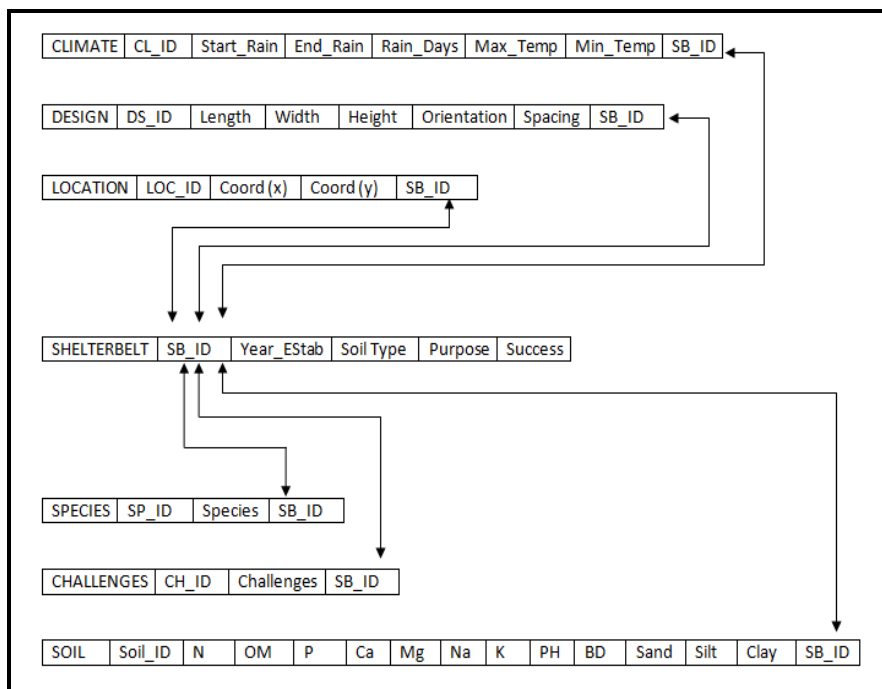 CLIMATE CL_ID Start_Rain End_Rain Rain_Days Max_Temp Min_Temp SB_ID
DESIGN DS_ID Length Width Height Orientation Spacing SB_ID
LOCATION LOC_ID Coord (x) Coord (y) SB_ID
SHELTERBELT SB_ID Year_EStab Soil Type Purpose Success
SPECIES SP_ID Species SB_ID
CHALLENGES CH_ID Challenges SB_ID
SOIL Soil_ID N OM P Ca Mg Na K PH BD Sand Silt Clay SB_ID